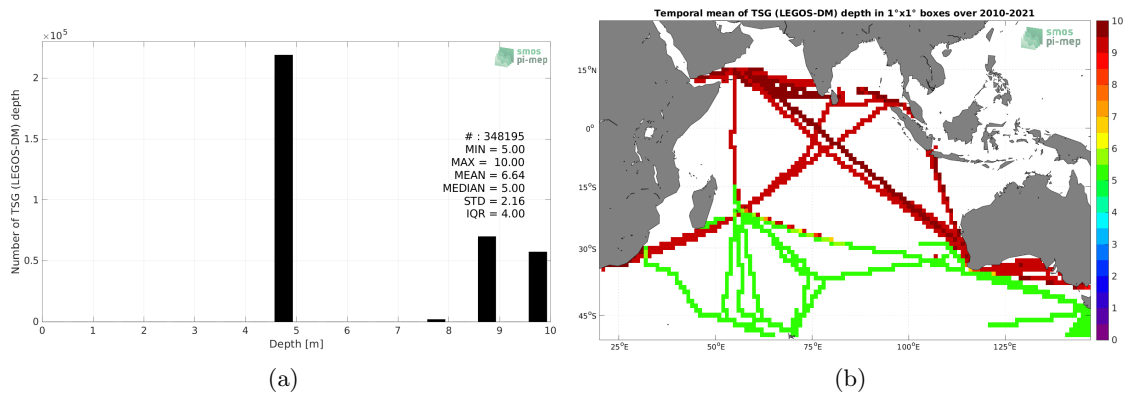 ×10⁵
smos
pi-mep
2
1.5
1
0.5
0
Number of TSG (LEGOS-DM) depth
# : 348195
MIN = 5.00
MAX = 10.00
MEAN = 6.64
MEDIAN = 5.00
STD = 2.16
IQR = 4.00
0 1 2 3 4 5 6 7 8 9 10
Depth [m]
(a)
Temporal mean of TSG (LEGOS-DM) depth in 1°x1° boxes over 2010-2021
smos
pi-mep
15°N
0°
15°S
30°S
45°S
25°E 50°E 75°E 100°E 125°E
10
9
8
7
6
5
4
3
2
1
0
(b)